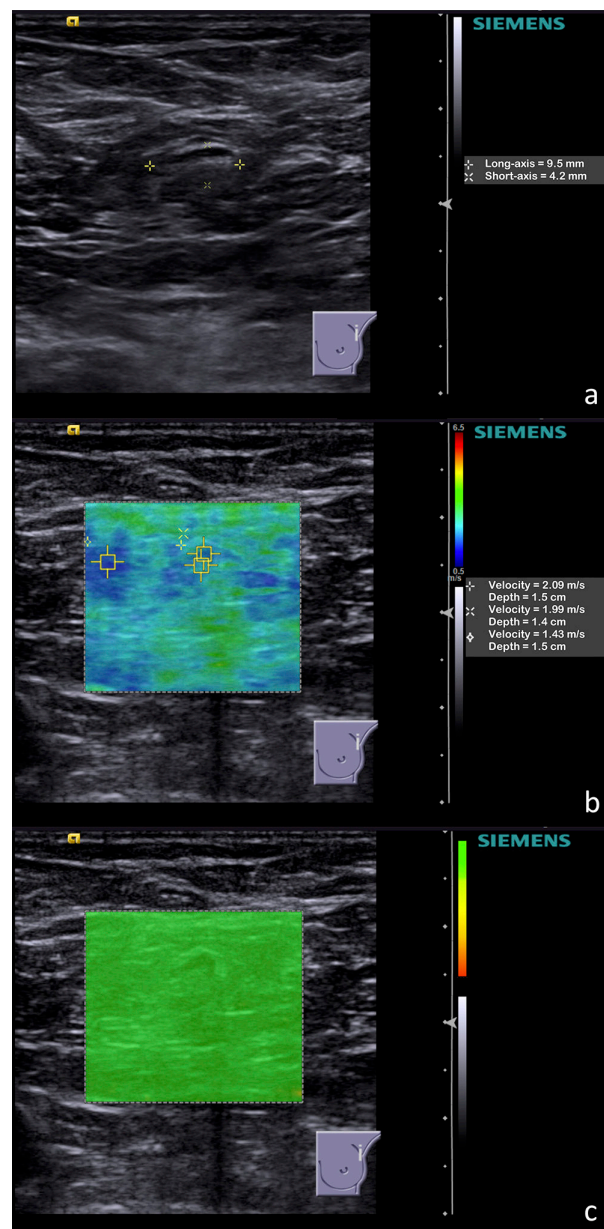 SIEMENS
Long-axis = 9.5 mm
Short-axis = 4.2 mm
a
SIEMENS
6.5
0.5
m/s
Velocity = 2.09 m/s
Depth = 1.5 cm
Velocity = 1.99 m/s
Depth = 1.4 cm
Velocity = 1.43 m/s
Depth = 1.5 cm
b
SIEMENS
c